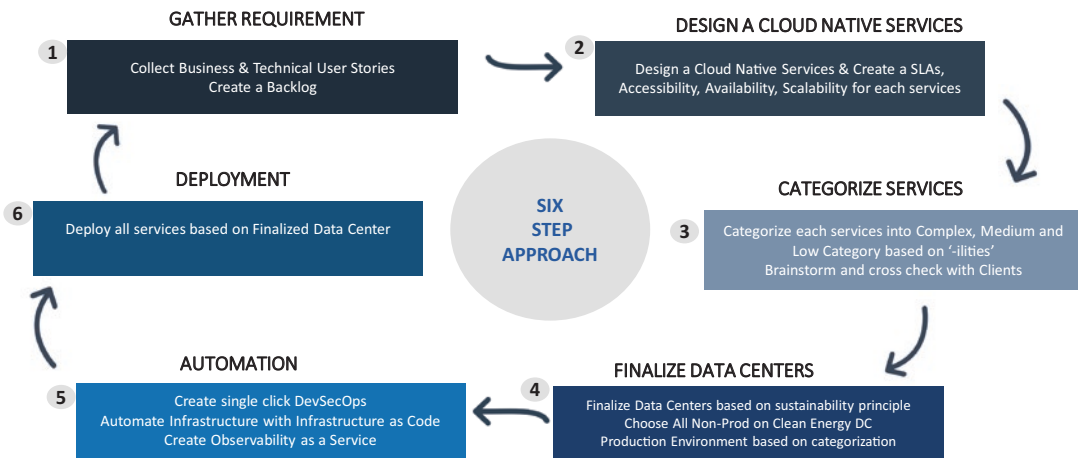 GATHER REQUIREMENT
1
Collect Business & Technical User Stories
Create a Backlog
DESIGN A CLOUD NATIVE SERVICES
2
Design a Cloud Native Services & Create a SLAs,
Accessibility, Availability, Scalability for each services
CATEGORIZE SERVICES
3
Categorize each services into Complex, Medium and
Low Category based on ‘-ilities’
Brainstorm and cross check with Clients
FINALIZE DATA CENTERS
4
Finalize Data Centers based on sustainability principle
Choose All Non-Prod on Clean Energy DC
Production Environment based on categorization
AUTOMATION
5
Create single click DevSecOps
Automate Infrastructure with Infrastructure as Code
Create Observability as a Service
DEPLOYMENT
6
Deploy all services based on Finalized Data Center
SIX
STEP
APPROACH